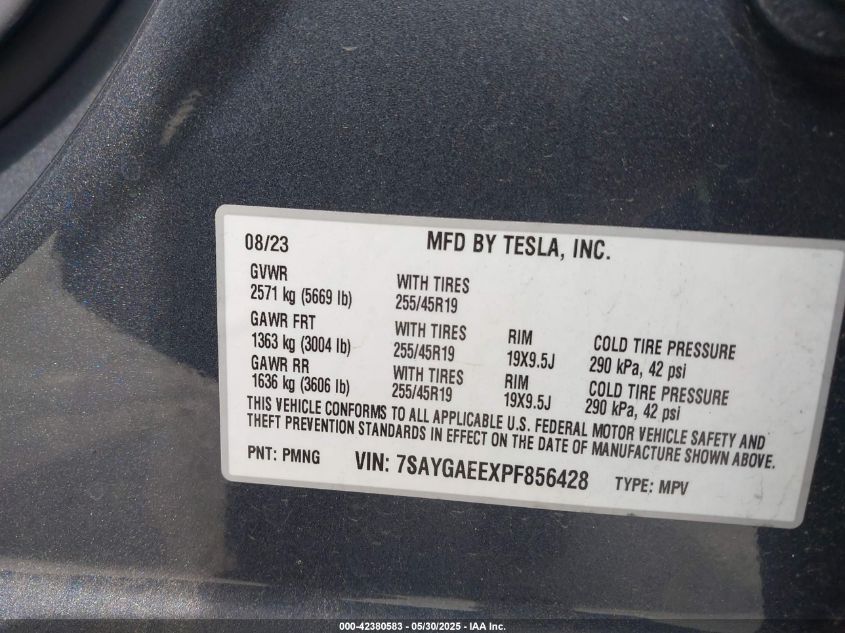 08/23 MFD BY TESLA, INC.
GVWR
2571 kg (5669 lb) WITH TIRES 255/45R19
GAWR FRT
1363 kg (3004 lb) WITH TIRES 255/45R19 RIM 19X9.5J COLD TIRE PRESSURE 290 kPa, 42 psi
GAWR RR
1636 kg (3606 lb) WITH TIRES 255/45R19 RIM 19X9.5J COLD TIRE PRESSURE 290 kPa, 42 psi
THIS VEHICLE CONFORMS TO ALL APPLICABLE U.S. FEDERAL MOTOR VEHICLE SAFETY AND
THEFT PREVENTION STANDARDS IN EFFECT ON THE DATE OF MANUFACTURE SHOWN ABOVE.
PNT: PMNG VIN: 7SAYGAEEXPF856428 TYPE: MPV
000-42380583 - 05/30/2025 - IAA Inc.